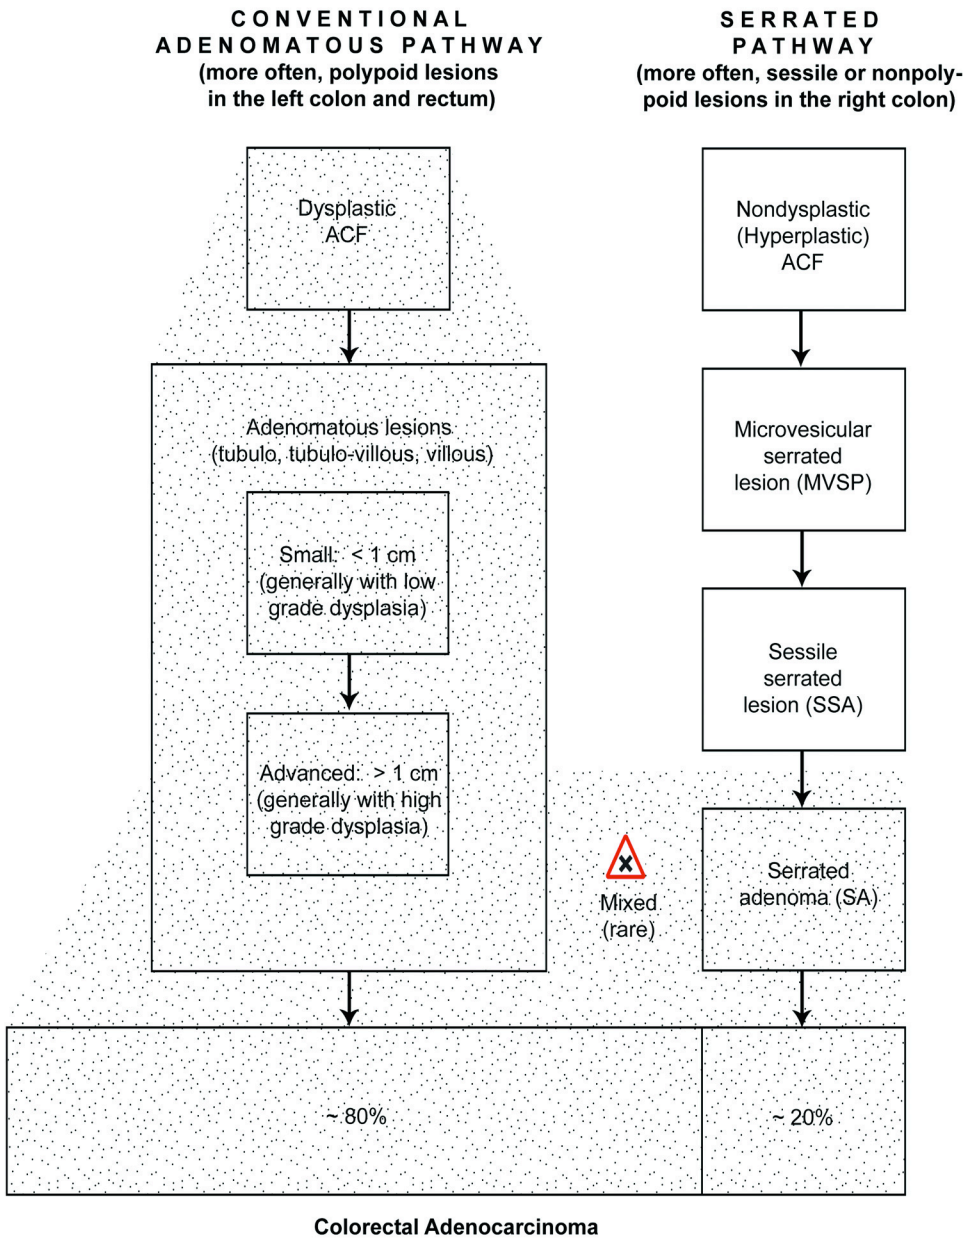 CONVENTIONAL
ADENOMATOUS PATHWAY
(more often, polypoid lesions
in the left colon and rectum)
SERRATED
PATHWAY
(more often, sessile or nonpoly-
poid lesions in the right colon)
Dysplastic
ACF
Nondysplastic
(Hyperplastic)
ACF
Adenomatous lesions
(tubulo, tubulo-villous, villous)
Microvesicular
serrated
lesion (MVSP)
Small: < 1 cm
(generally with low
grade dysplasia)
Sessile
serrated
lesion (SSA)
Advanced: > 1 cm
(generally with high
grade dysplasia)
x
Mixed
(rare)
Serrated
adenoma (SA)
~ 80%
~ 20%
Colorectal Adenocarcinoma